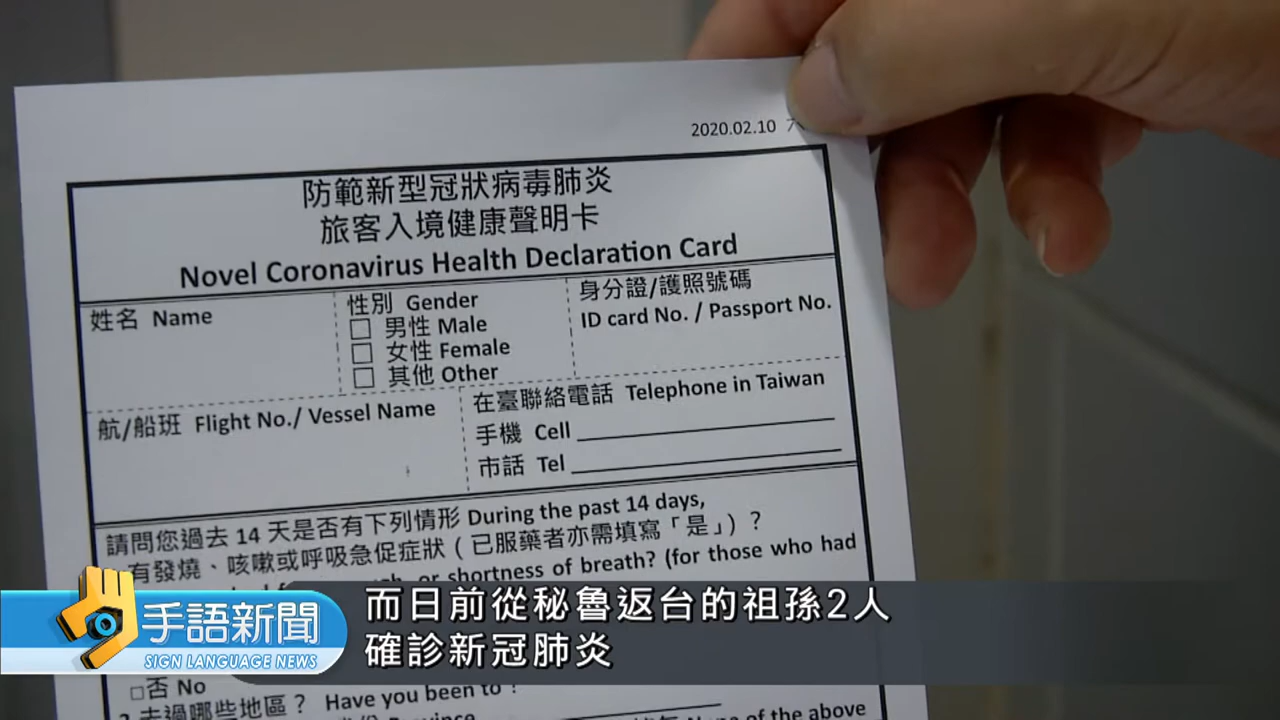 2020.02.10
防範新型冠狀病毒肺炎
旅客入境健康聲明卡
Novel Coronavirus Health Declaration Card
姓名 Name
性別 Gender
□ 男性 Male
□ 女性 Female
□ 其他 Other
身分證/護照號碼
ID card No. / Passport No.
航/船班 Flight No./ Vessel Name
在臺聯絡電話 Telephone in Taiwan
手機 Cell
市話 Tel
請問您過去 14 天是否有下列情形 During the past 14 days,
有發燒、咳嗽或呼吸急促症狀（已服藥者亦需填寫「是」）？
or shortness of breath? (for those who had
手語新聞
SIGN LANGUAGE NEWS
而日前從秘魯返台的祖孫2人
確診新冠肺炎
□否 No
去過哪些地區？ Have you been to
Province
None of the above